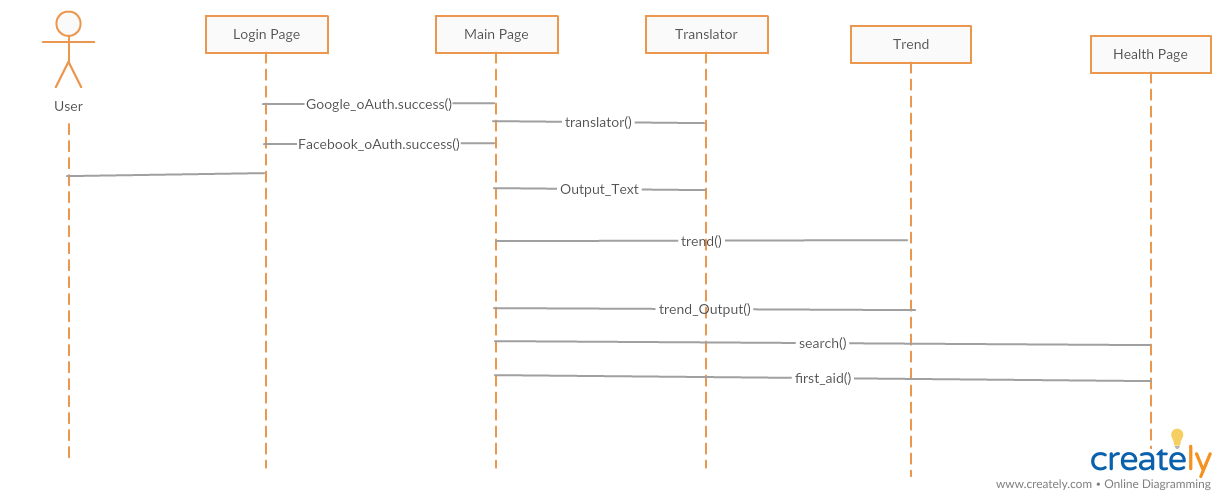 Login Page
Main Page
Translator
Trend
Health Page
User
Google_oAuth.success()
translator()
Facebook_oAuth.success()
Output_Text
trend()
trend_Output()
search()
first_aid()
creately
www.creately.com • Online Diagramming